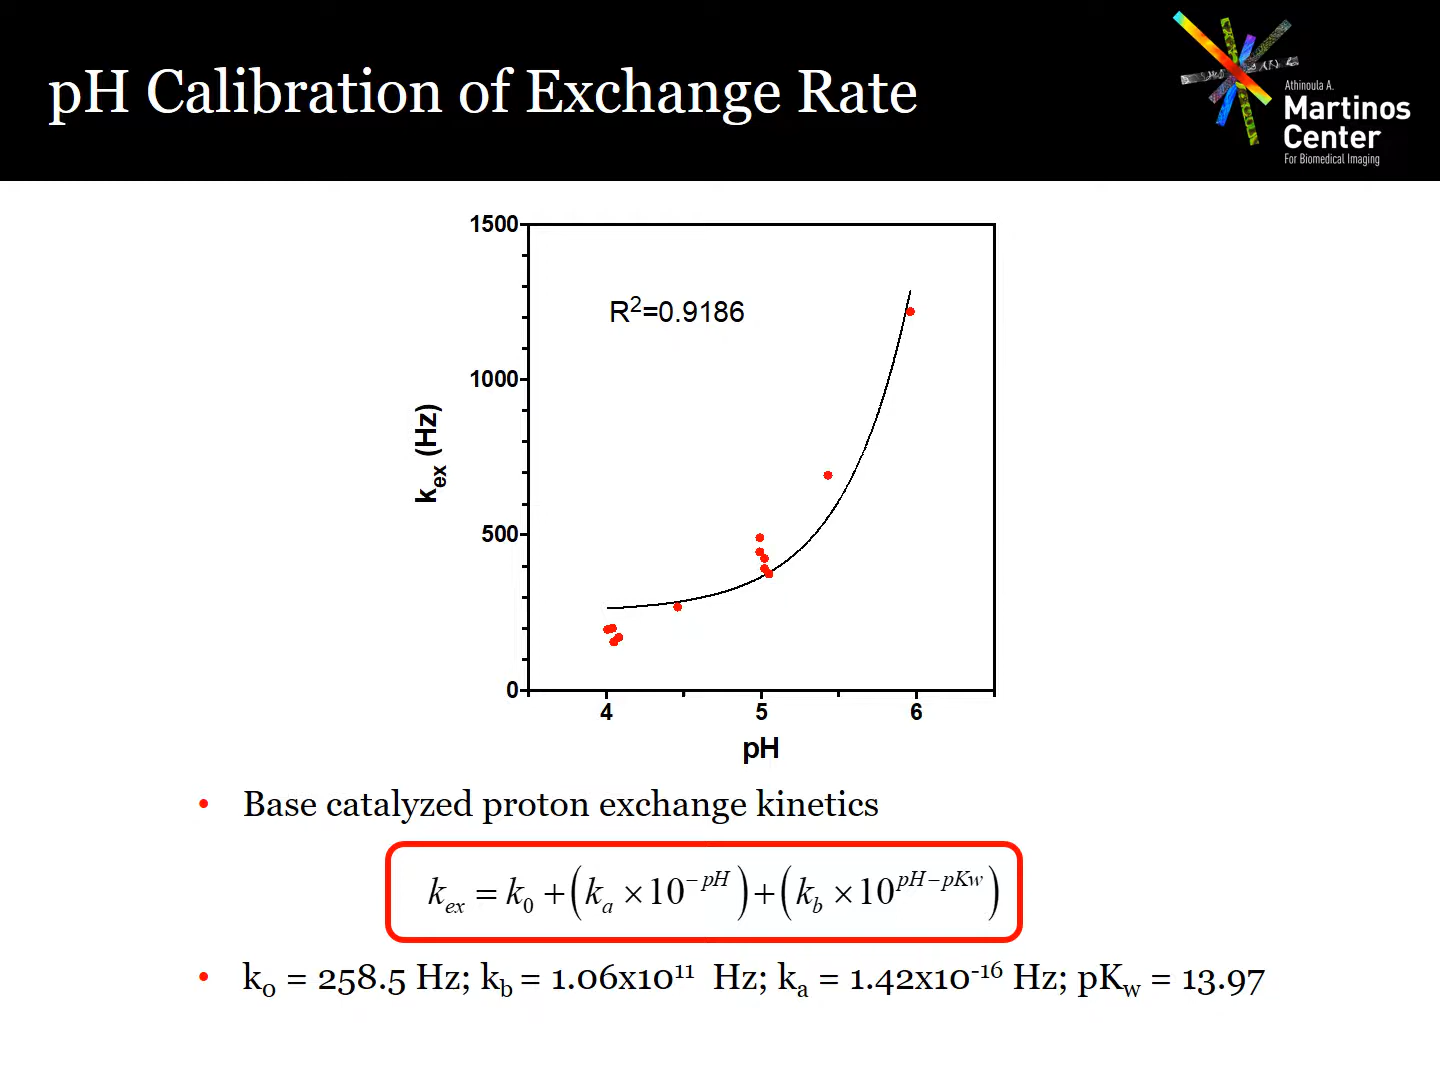 pH Calibration of Exchange Rate
Athinoula A.
Martinos
Center
For Biomedical Imaging
1500
R²=0.9186
1000
kex (Hz)
500
0
4 5 6
pH
• Base catalyzed proton exchange kinetics
kex = k0 + (ka × 10^−pH) + (kb × 10^pH−pKw)
• k0 = 258.5 Hz; kb = 1.06x10¹¹ Hz; ka = 1.42x10⁻¹⁶ Hz; pKw = 13.97